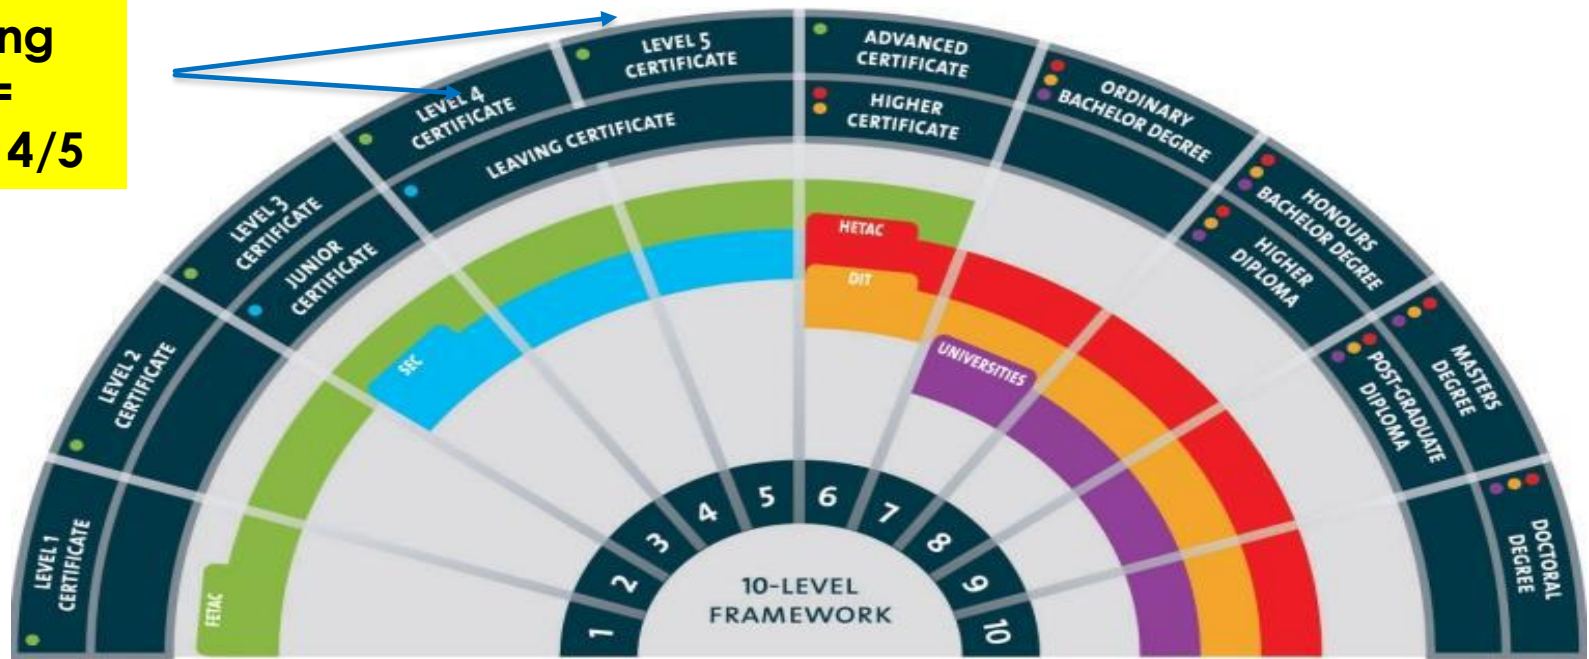 ng
=
4/5
LEVEL 1
CERTIFICATE
LEVEL 2
CERTIFICATE
LEVEL 3
CERTIFICATE
JUNIOR
CERTIFICATE
LEVEL 4
CERTIFICATE
LEVEL 5
CERTIFICATE
LEAVING CERTIFICATE
ADVANCED
CERTIFICATE
HIGHER
CERTIFICATE
ORDINARY
BACHELOR DEGREE
HONOURS
BACHELOR DEGREE
HIGHER
DIPLOMA
MASTERS
DEGREE
POST-GRADUATE
DIPLOMA
DOCTORAL
DEGREE
FETAC
SEC
HETAC
DIT
UNIVERSITIES
1
2
3
4
5
6
7
8
9
10
10-LEVEL
FRAMEWORK